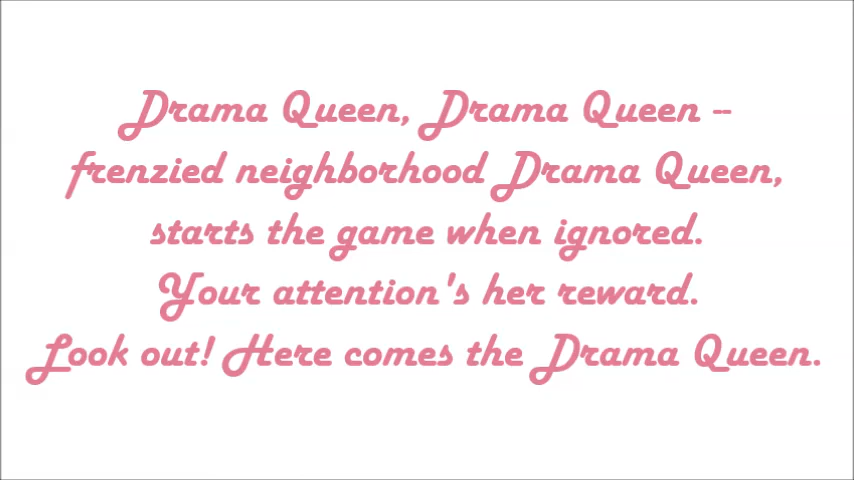 Drama Queen, Drama Queen --
frenzied neighborhood Drama Queen,
starts the game when ignored.
Your attention's her reward.
Look out! Here comes the Drama Queen.